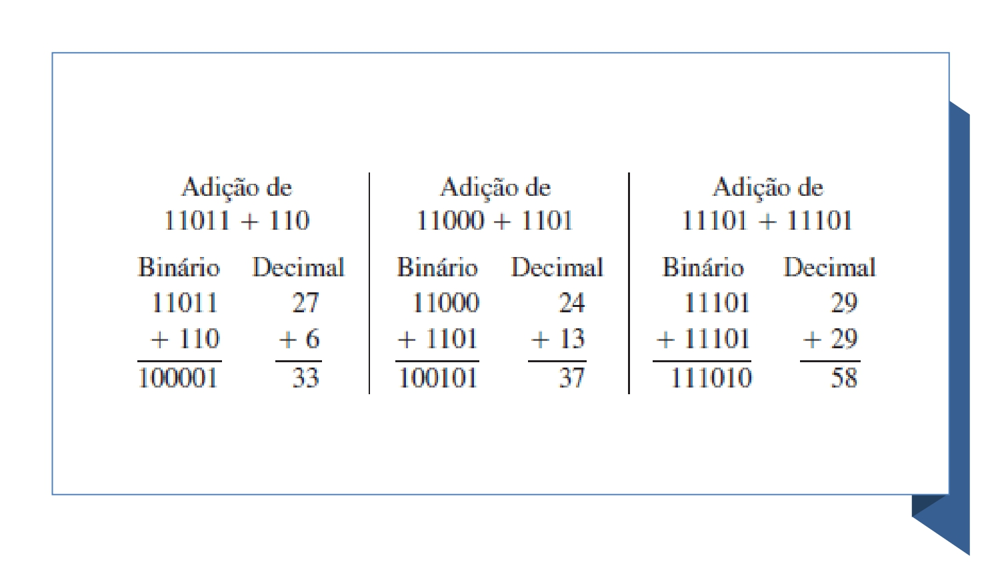 Adição de
11011 + 110
Binário Decimal
11011 27
+ 110 + 6
100001 33
Adição de
11000 + 1101
Binário Decimal
11000 24
+ 1101 + 13
100101 37
Adição de
11101 + 11101
Binário Decimal
11101 29
+ 11101 + 29
111010 58